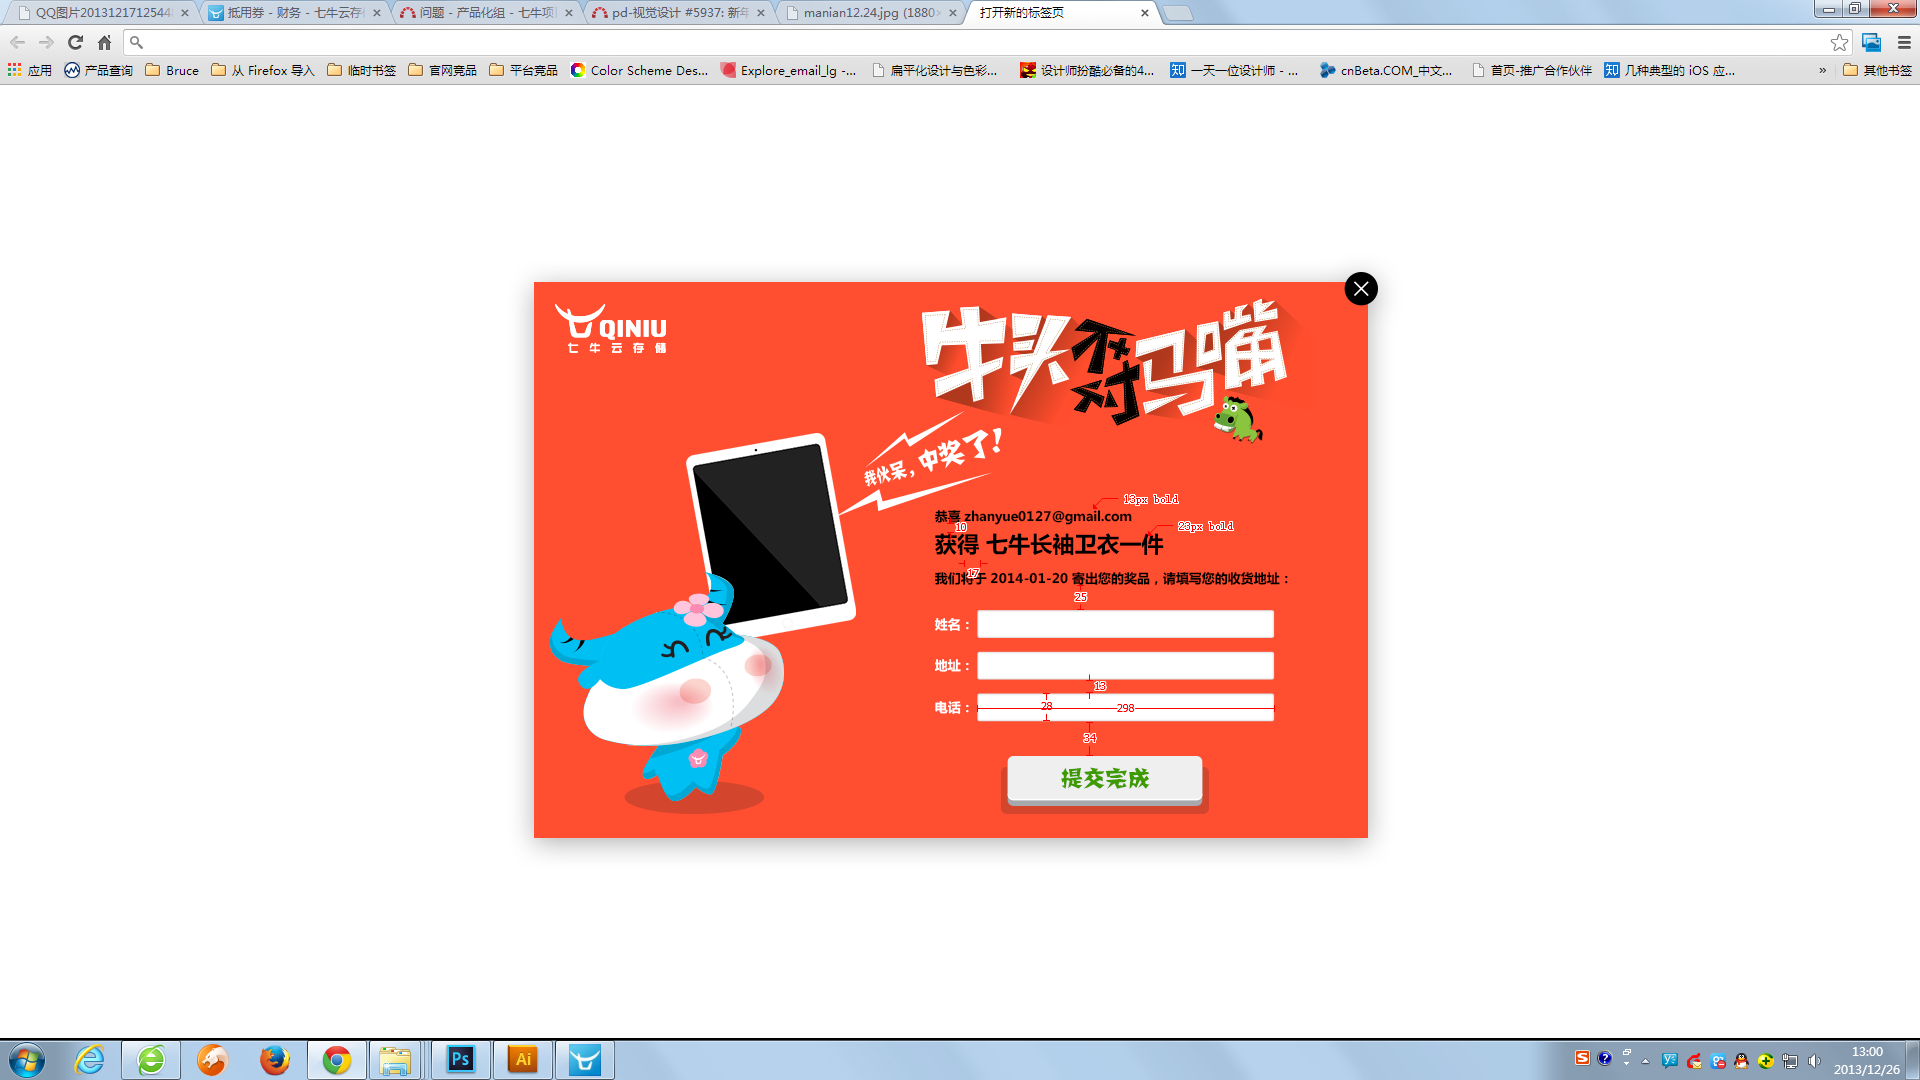 QQ图片2013121712544
抵用券 - 财务 - 七牛云存
问题 - 产品化组 - 七牛项
pd-视觉设计 #5937: 新年
manian12.24.jpg (1880×
打开新的标签页
应用
产品查询
Bruce
从 Firefox 导入
临时书签
官网竞品
平台竞品
Color Scheme Des...
Explore_email_lg -...
扁平化设计与色彩...
设计师扮酷必备的4...
知 一天一位设计师 - ...
cnBeta.COM_中文...
首页-推广合作伙伴
知 几种典型的 iOS 应...
»
其他书签
QINIU
七牛云存储
牛头不对马嘴
我伙呆，中奖了！
13px bold
恭喜 zhanyue0127@gmail.com
10
23px bold
获得 七牛长袖卫衣一件
17
我们将于 2014-01-20 寄出您的奖品，请填写您的收货地址：
25
姓名：
地址：
13
电话：
28
298
34
提交完成
Ps
Ai
13:00
2013/12/26